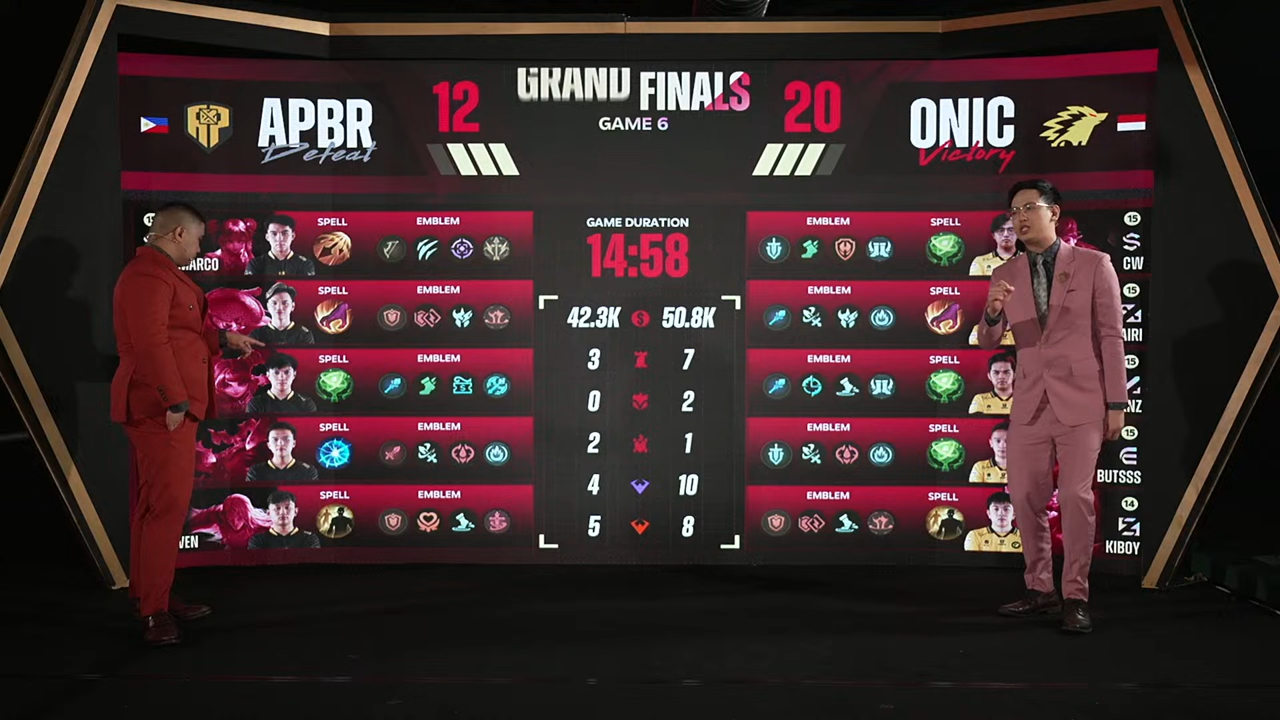 GRAND FINALS
GAME 6
APBR
Defeat
12
20
ONIC
Victory
SPELL
EMBLEM
MARCO
SPELL
EMBLEM
SPELL
EMBLEM
SPELL
EMBLEM
SPELL
EMBLEM
VEN
GAME DURATION
14:58
42.3K
50.8K
3
7
0
2
2
1
4
10
5
8
EMBLEM
SPELL
15
CW
EMBLEM
SPELL
15
AIRI
EMBLEM
SPELL
15
NZ
EMBLEM
SPELL
15
BUTSSS
EMBLEM
SPELL
14
KIBOY